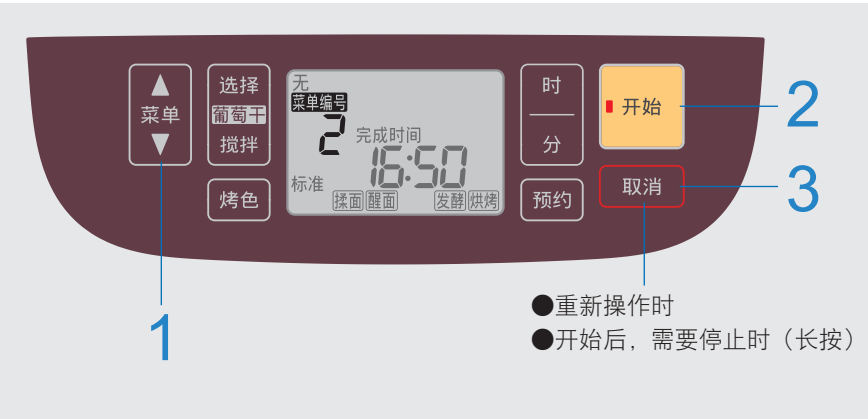 ▲
菜单
▼
选择
葡萄干
搅拌
烤色
无
菜单编号
2
完成时间
16:50
标准
揉面 醒面 发酵 烘烤
时
分
预约
开始
取消
1
2
3
●重新操作时
●开始后，需要停止时（长按）